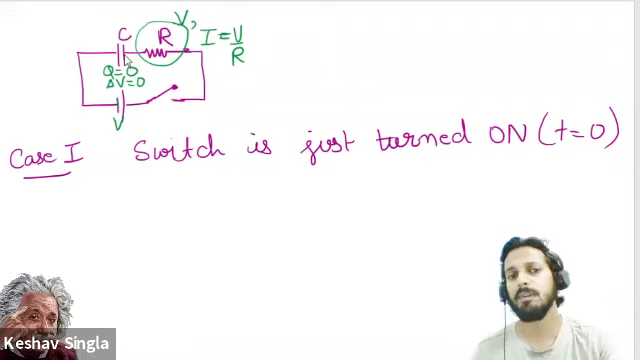 V,
C R I = V/R
Q = 0
ΔV = 0
V
Case I Switch is just turned ON (t=0)
Keshav Singla